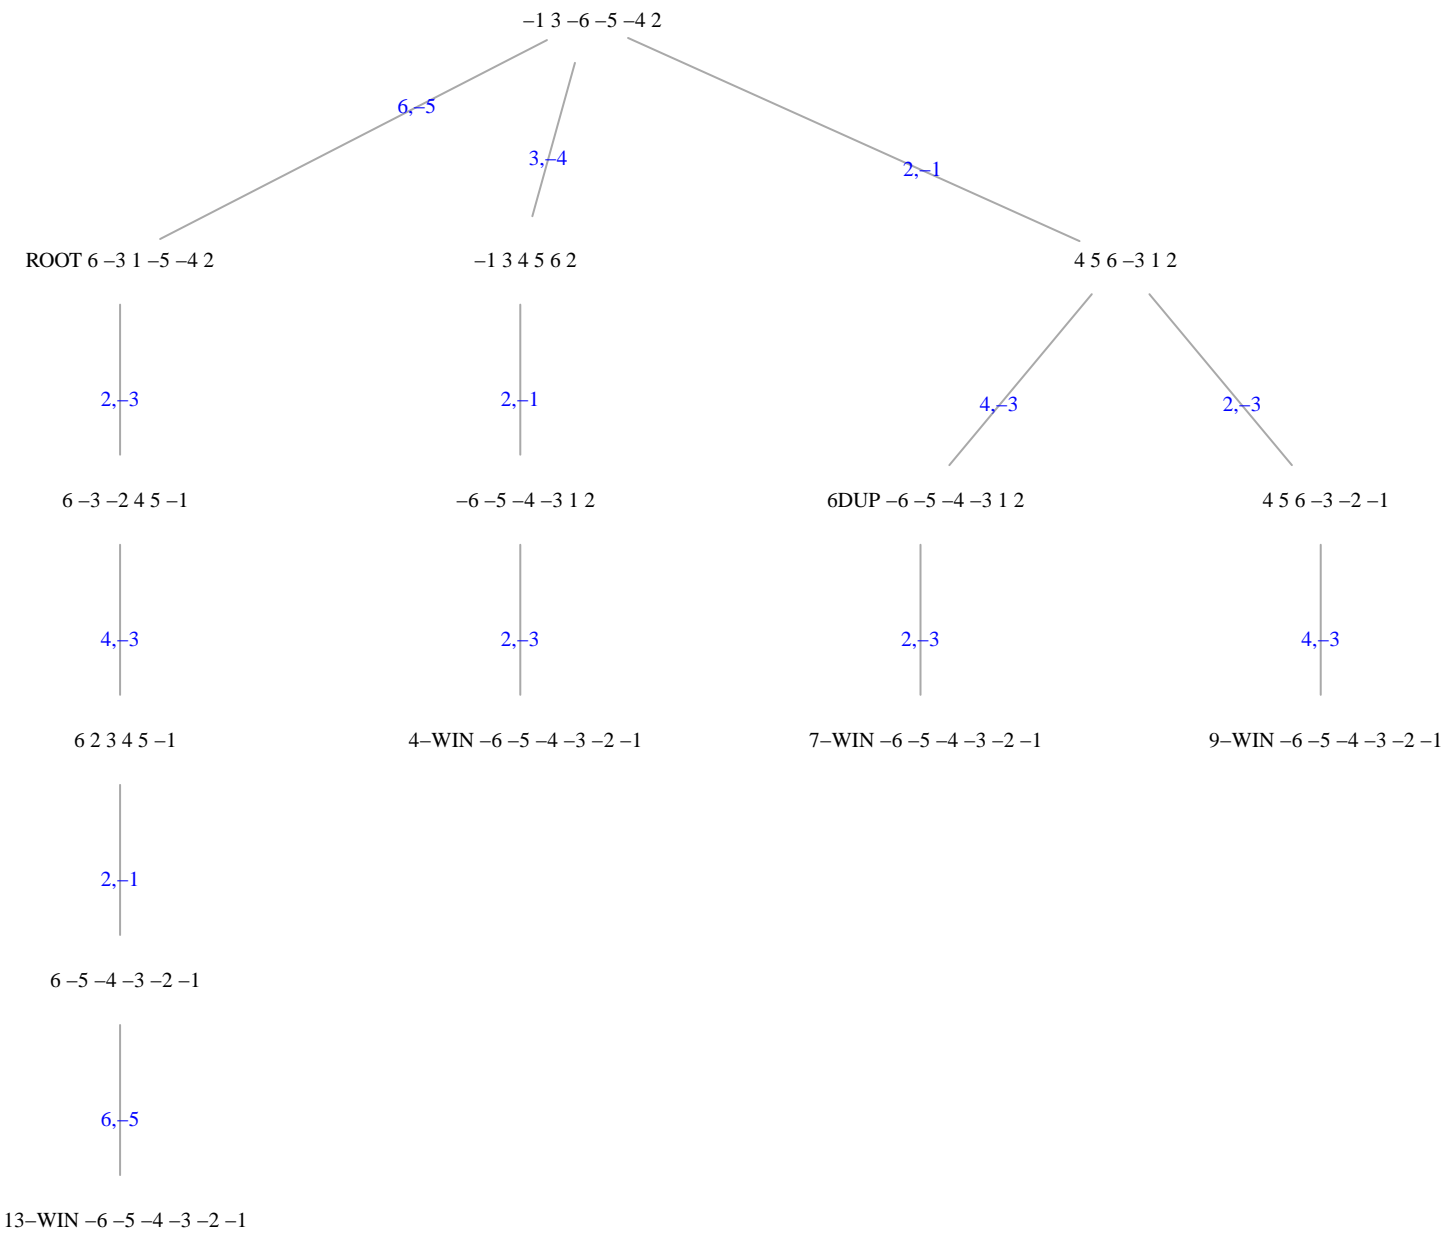 –1 3 –6 –5 –4 2
6,–5
3,–4
2,–1
ROOT 6 –3 1 –5 –4 2
–1 3 4 5 6 2
4 5 6 –3 1 2
2,–3
2,–1
4,–3
2,–3
6 –3 –2 4 5 –1
–6 –5 –4 –3 1 2
6DUP –6 –5 –4 –3 1 2
4 5 6 –3 –2 –1
4,–3
2,–3
2,–3
4,–3
6 2 3 4 5 –1
4–WIN –6 –5 –4 –3 –2 –1
7–WIN –6 –5 –4 –3 –2 –1
9–WIN –6 –5 –4 –3 –2 –1
2,–1
6 –5 –4 –3 –2 –1
6,–5
13–WIN –6 –5 –4 –3 –2 –1